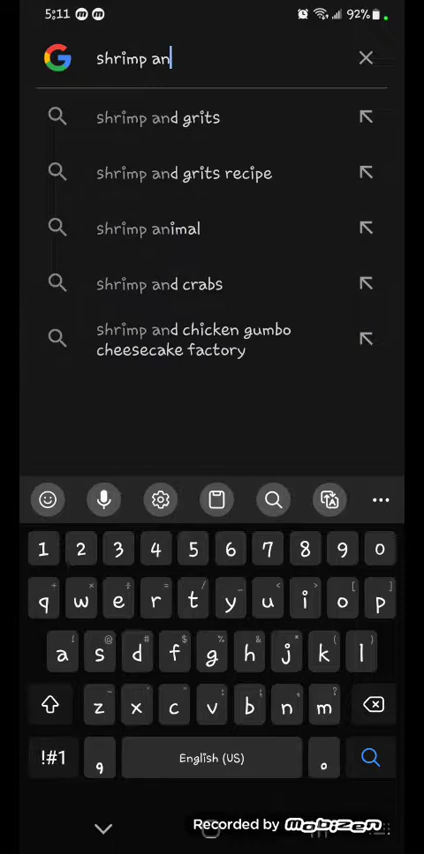 5:11 92%
shrimp an
shrimp and grits
shrimp and grits recipe
shrimp animal
shrimp and crabs
shrimp and chicken gumbo
cheesecake factory
1 2 3 4 5 6 7 8 9 0
q w e r t y u i o p
a s d f g h j k l
z x c v b n m
!#1 , English (US) .
Recorded by Mobizen